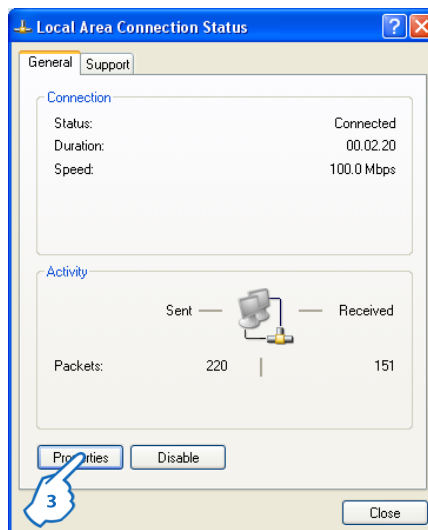 Local Area Connection Status
General Support
Connection
Status: Connected
Duration: 00.02.20
Speed: 100.0 Mbps
Activity
Sent Received
Packets: 220 151
Properties Disable
3
Close